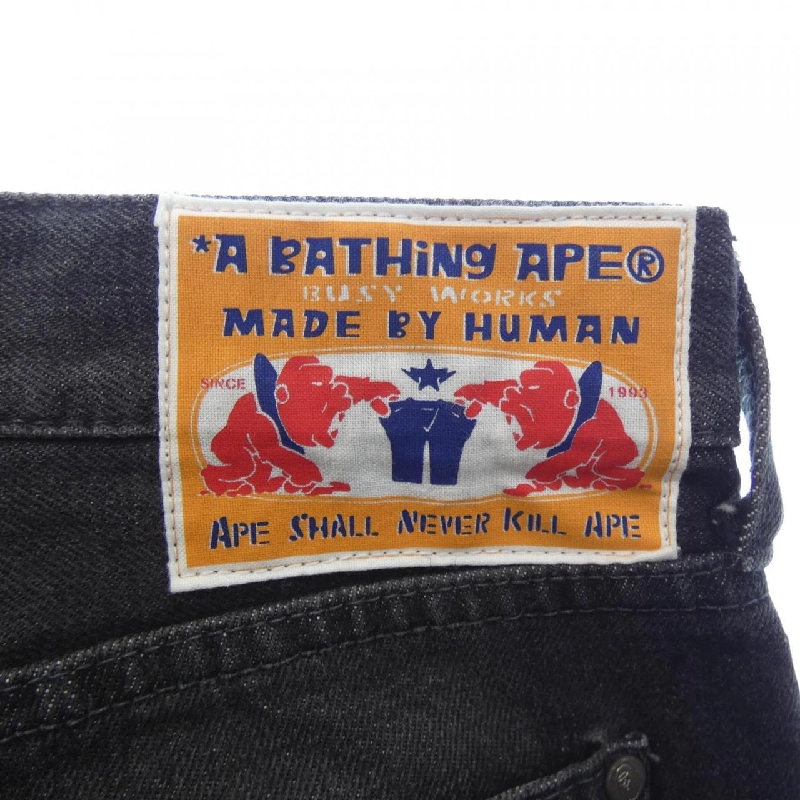 *A BATHiNg APE®
BUSY WORKS
MADE BY HUMAN
SINCE 1993
APE SHALL NEVER KILL APE